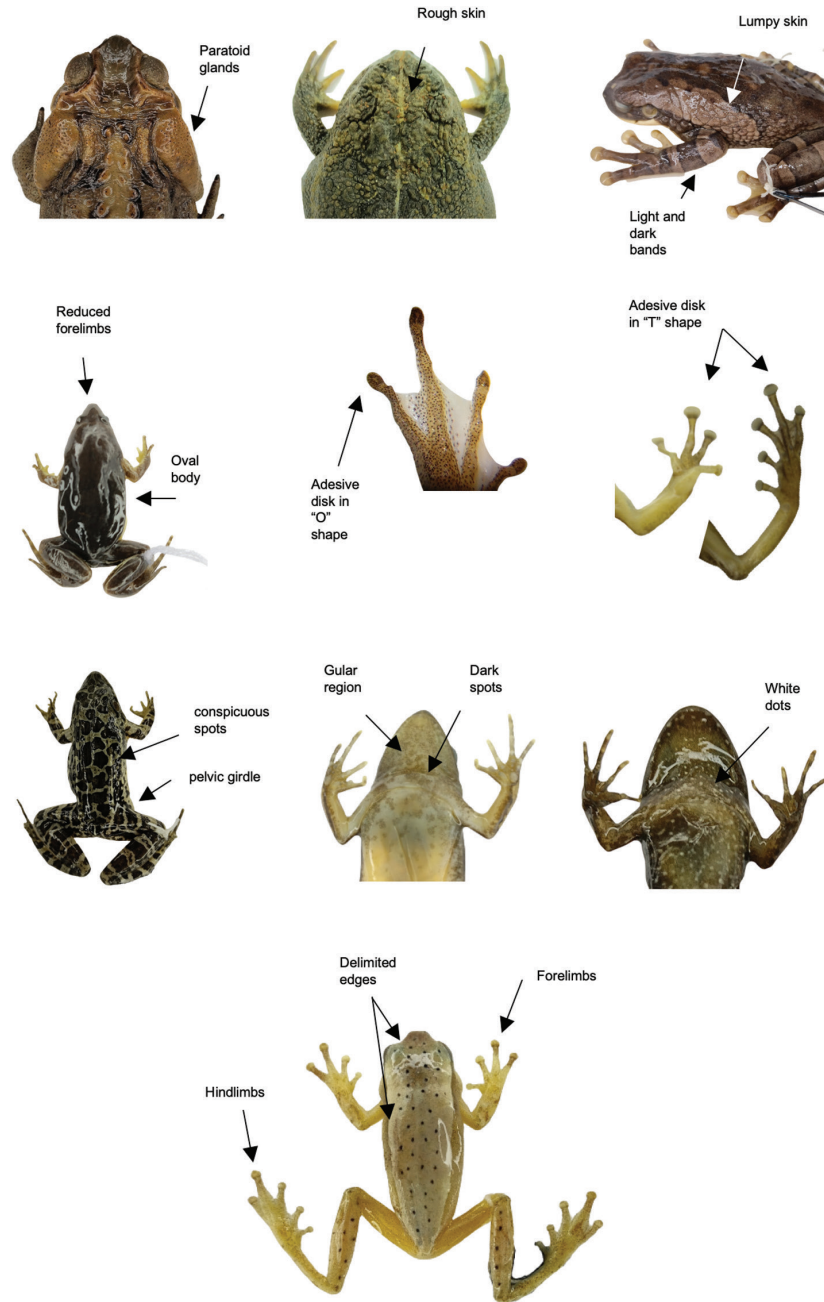 Paratoid
glands
Rough skin
Lumpy skin
Light and
dark
bands
Reduced
forelimbs
Oval
body
Adesive
disk in
“O”
shape
Adesive disk
in “T” shape
conspicuous
spots
pelvic girdle
Gular
region
Dark
spots
White
dots
Delimited
edges
Forelimbs
Hindlimbs